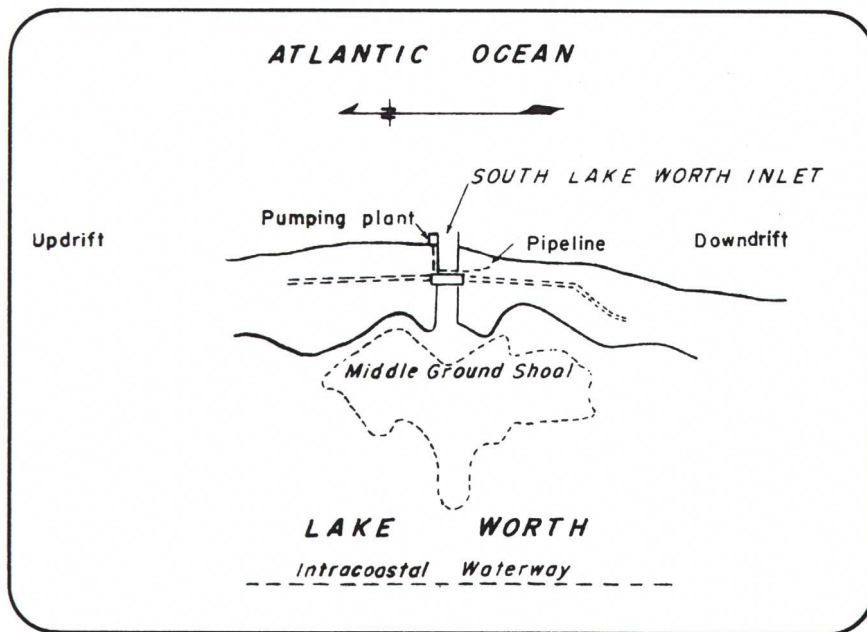 ATLANTIC OCEAN
SOUTH LAKE WORTH INLET
Pumping plant
Updrift
Pipeline
Downdrift
Middle Ground Shoal
LAKE WORTH
Intracoastal Waterway